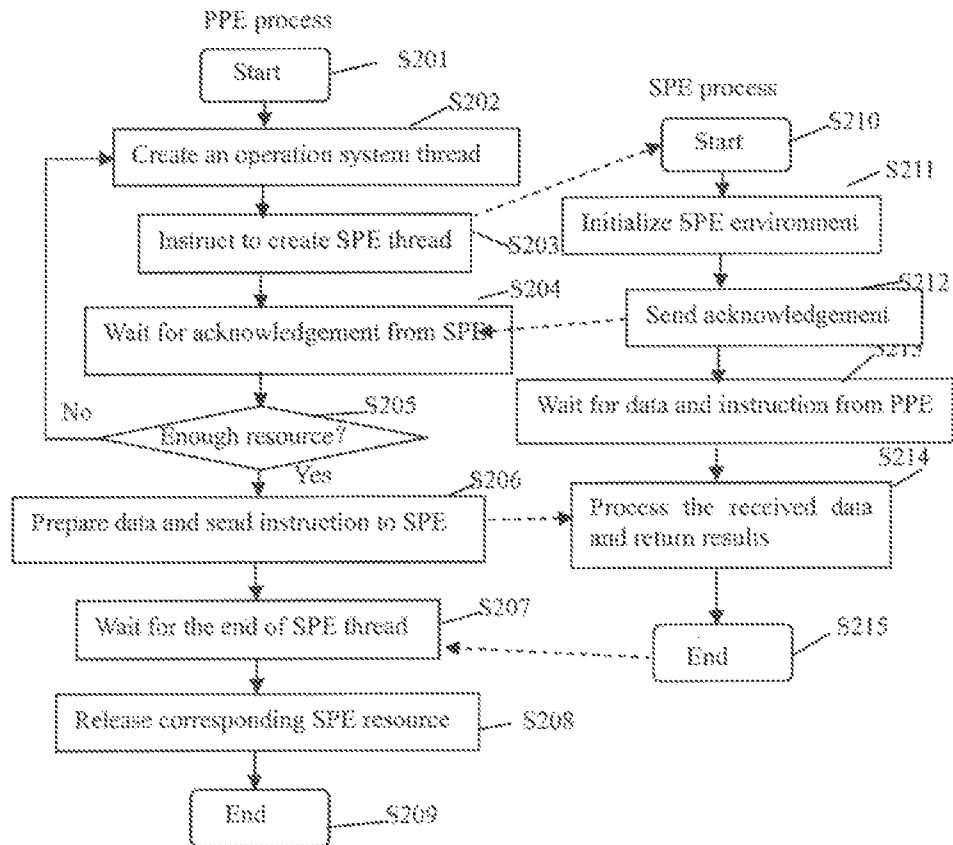 PPE process
Start
S201
S202
Create an operation system thread
Instruct to create SPE thread
S203
S204
Wait for acknowledgement from SPE
No
S205
Enough resource?
Yes
S206
Prepare data and send instruction to SPE
S207
Wait for the end of SPE thread
Release corresponding SPE resource
S208
End
S209
SPE process
Start
S210
S211
Initialize SPE environment
S212
Send acknowledgement
S213
Wait for data and instruction from PPE
S214
Process the received data
and return results
S215
End